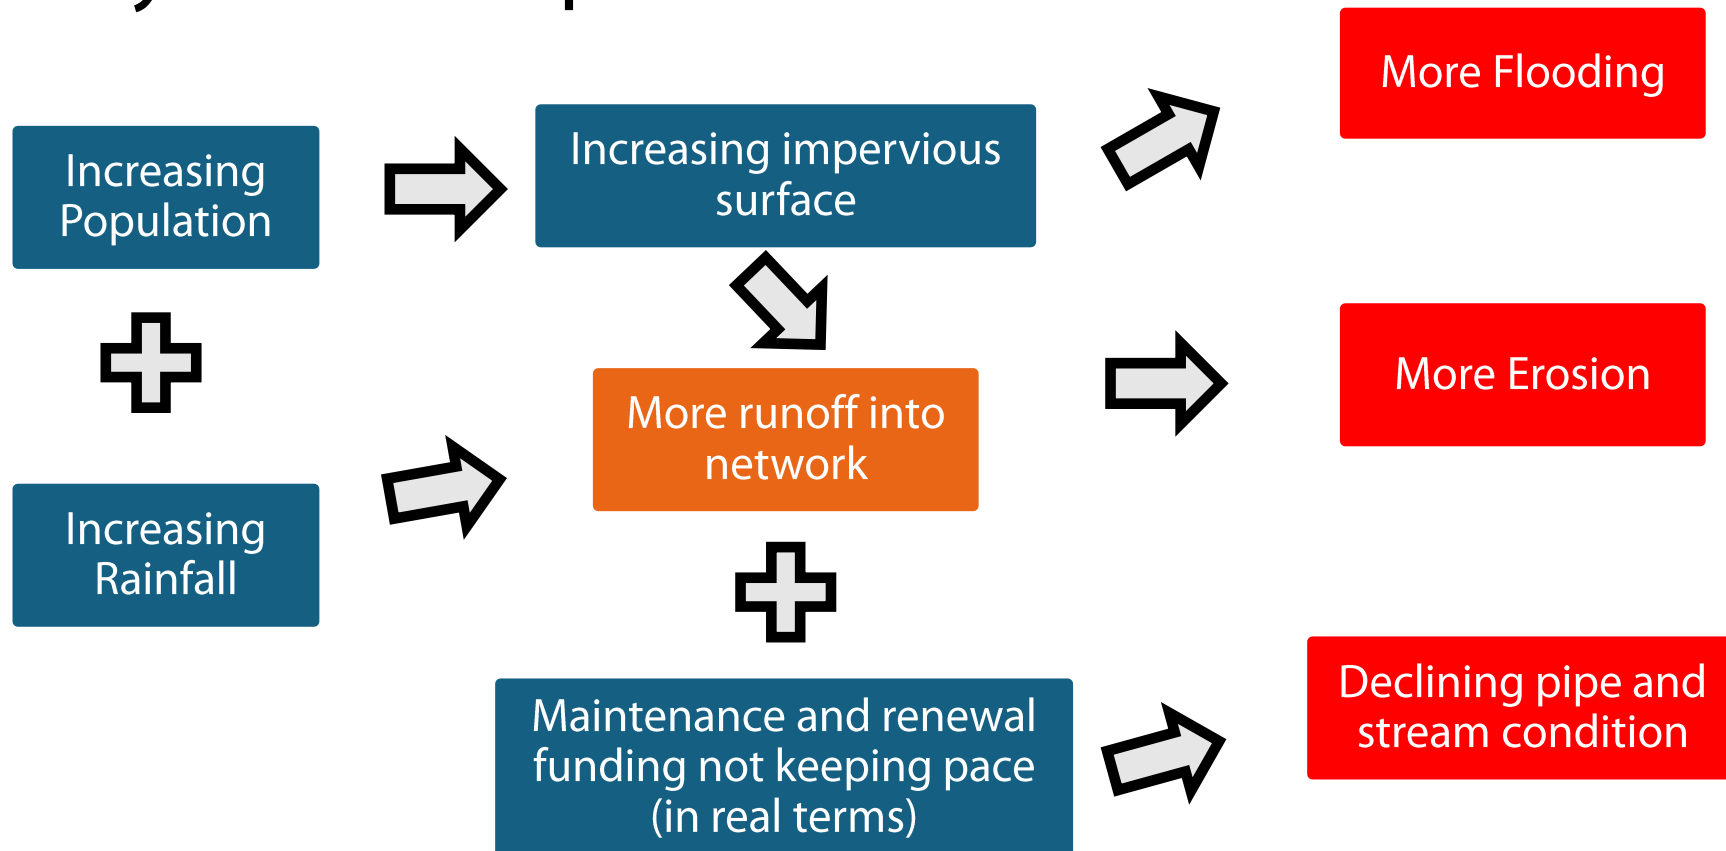 Increasing
Population
Increasing impervious
surface
More Flooding
More runoff into
network
More Erosion
Increasing
Rainfall
Maintenance and renewal
funding not keeping pace
(in real terms)
Declining pipe and
stream condition